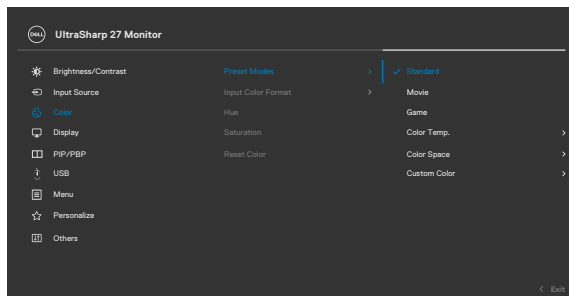 DELL UltraSharp 27 Monitor
Brightness/Contrast Preset Modes > ✓ Standard
Input Source Input Color Format > Movie
Color Hue Game
Display Saturation Color Temp. >
PIP/PBP Reset Color Color Space >
USB Custom Color >
Menu
Personalize
Others
< Exit